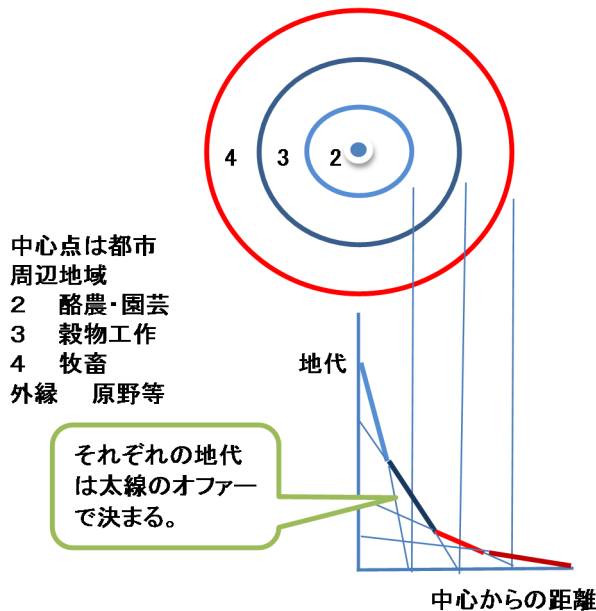 4 3 2
中心点は都市
周辺地域
2 酪農・園芸
3 穀物工作
4 牧畜
外縁 原野等
地代
それぞれの地代
は太線のオファー
で決まる。
中心からの距離